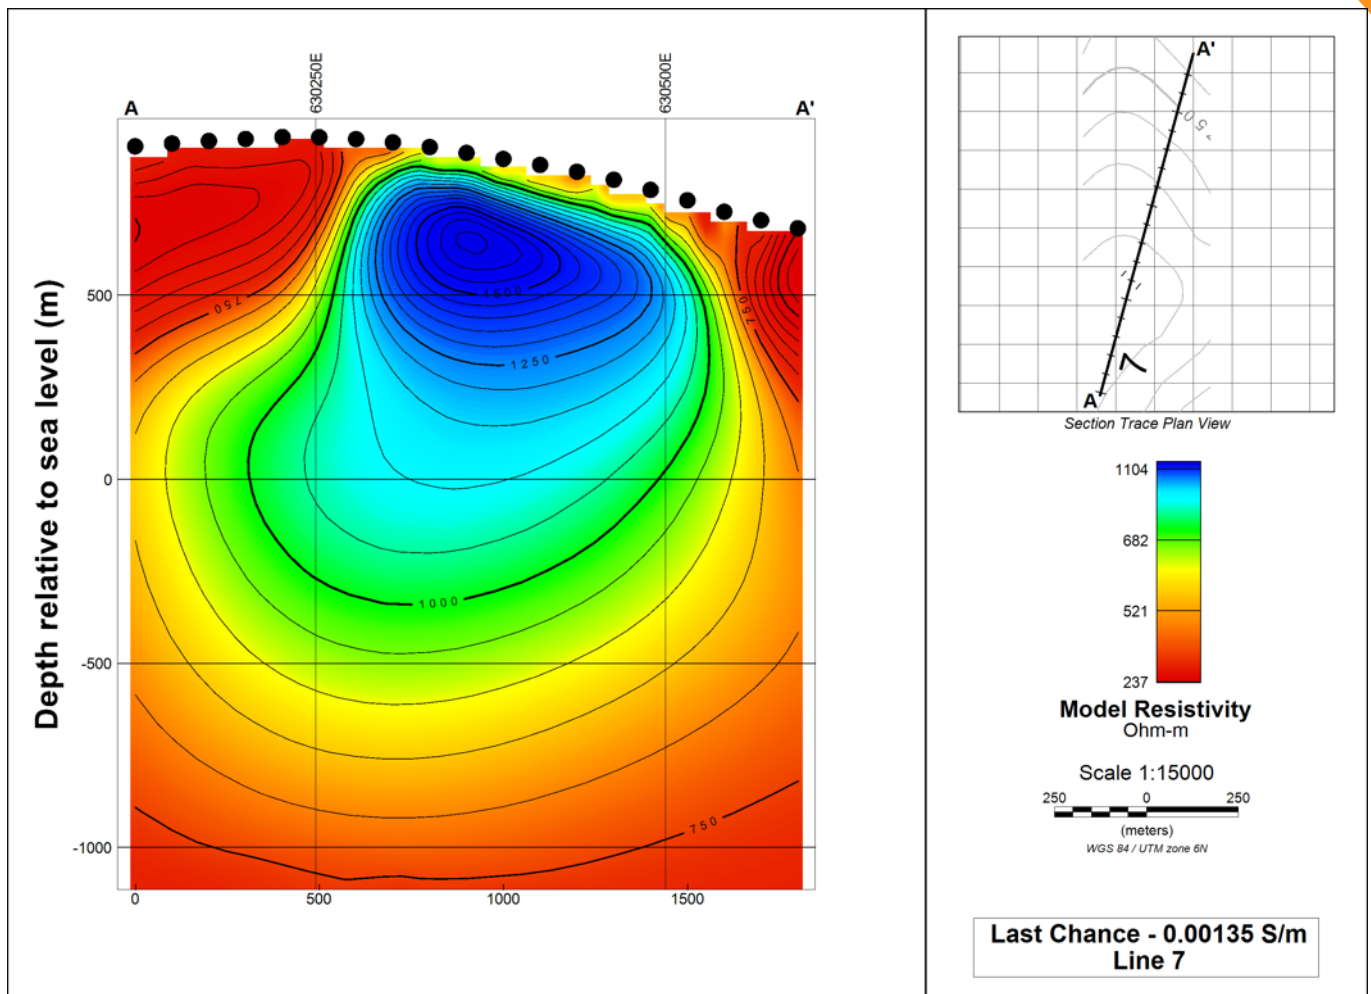 630250E
630500E
A
A'
Depth relative to sea level (m)
500
0
-500
-1000
750
1500
1250
750
1000
750
0
500
1000
1500
A'
A
Section Trace Plan View
1104
682
521
237
Model Resistivity
Ohm-m
Scale 1:15000
250 0 250
(meters)
WGS 84 / UTM zone 6N
Last Chance - 0.00135 S/m
Line 7